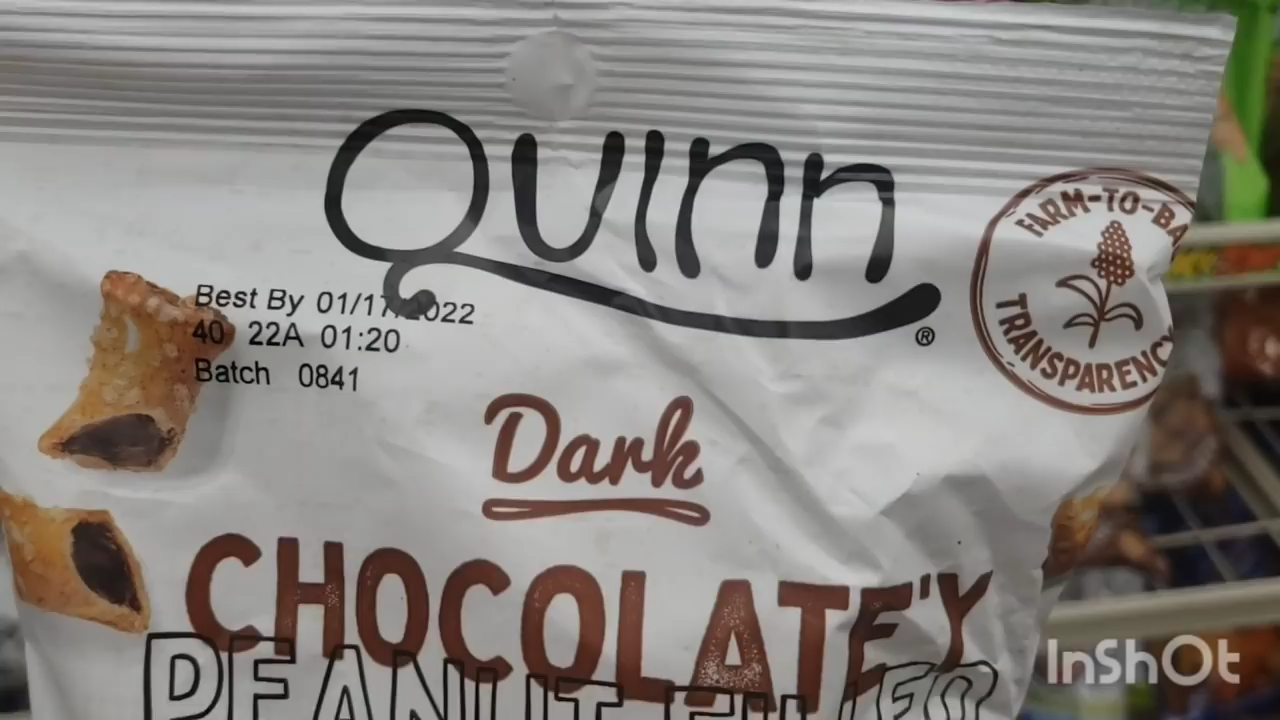 Quinn®
FARM-TO-BA
TRANSPARENCY
Best By 01/17/2022
40 22A 01:20
Batch 0841
Dark
CHOCOLATE'Y
PEANUT FILLED
InShOt